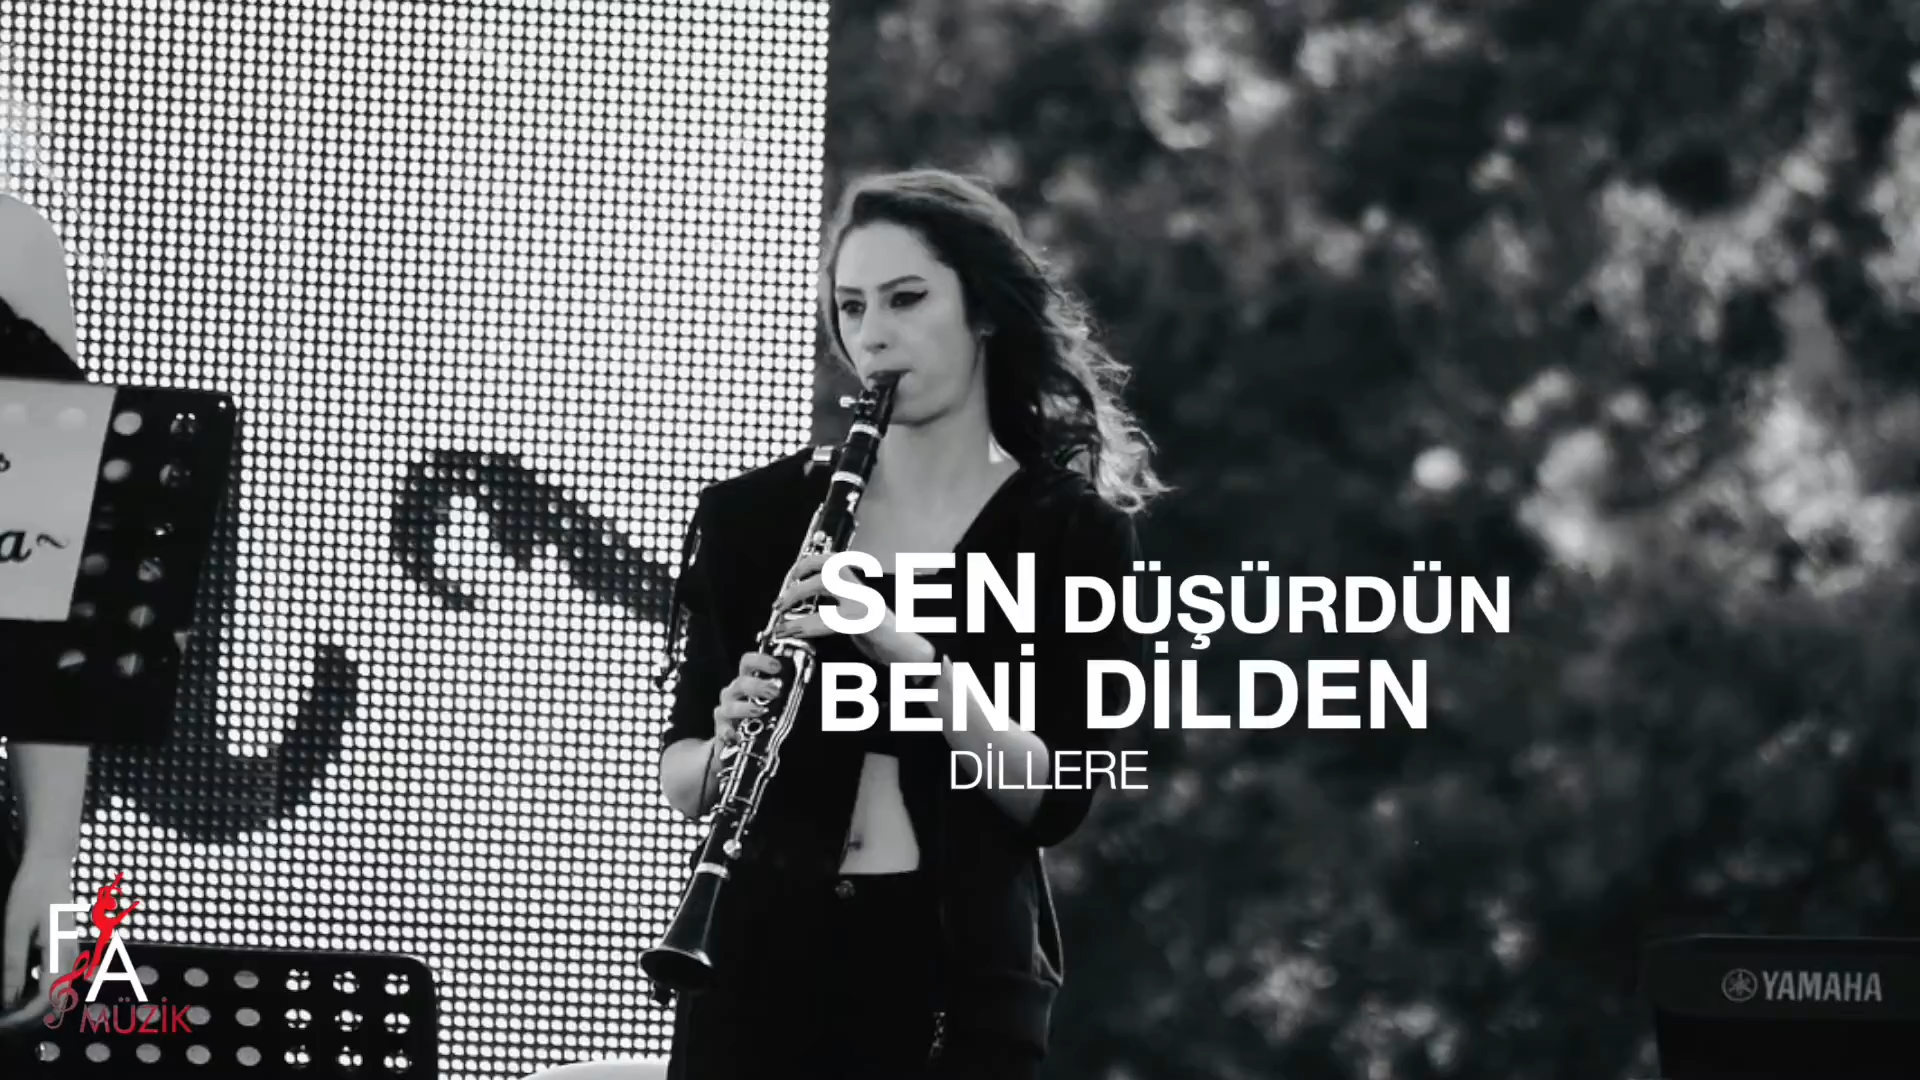 SEN DÜŞÜRDÜN
BENİ DİLDEN
DİLLERE
a~
FA
MÜZİK
YAMAHA